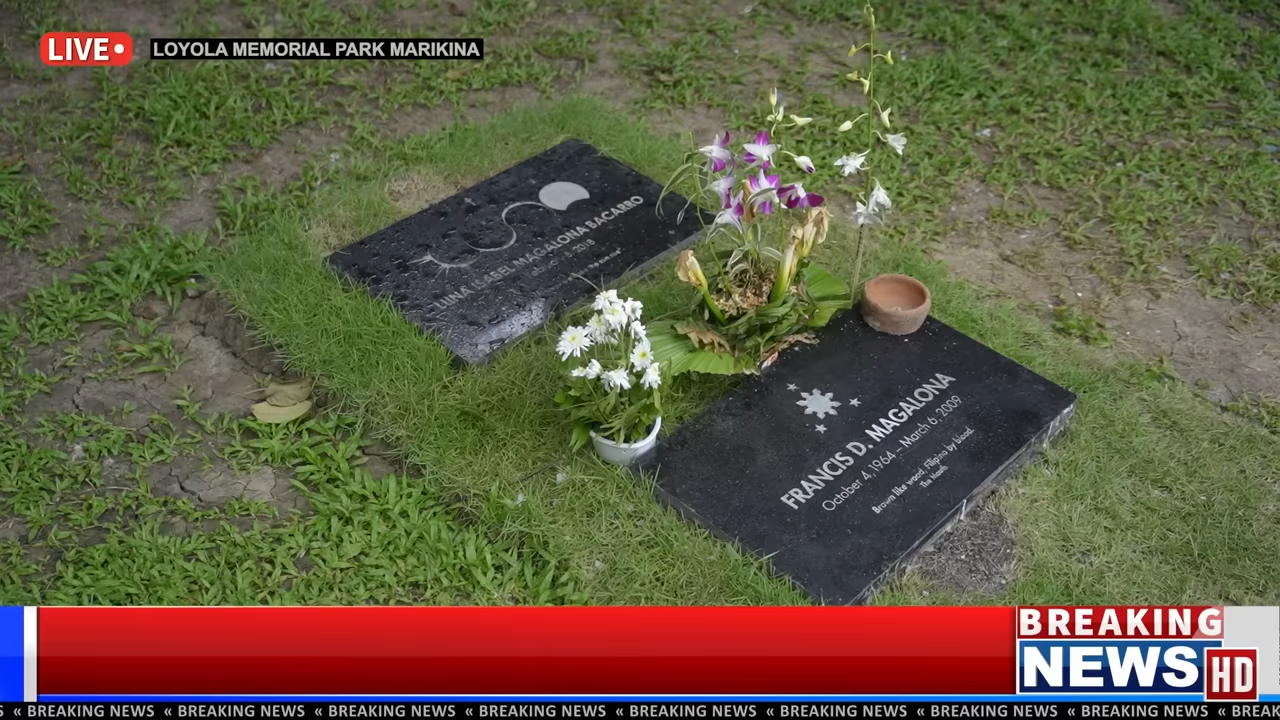 LIVE
LOYOLA MEMORIAL PARK MARIKINA
LUNA ISABEL MAGALONA BACARRO
2018
FRANCIS D. MAGALONA
October 4, 1964 – March 6, 2009
Brown like wood, Filipino by blood.
The Mouth
BREAKING
NEWS
HD
« BREAKING NEWS « BREAKING NEWS « BREAKING NEWS « BREAKING NEWS « BREAKING NEWS « BREAKING NEWS « BREAKING NEWS « BREAKING NEWS « BREAK